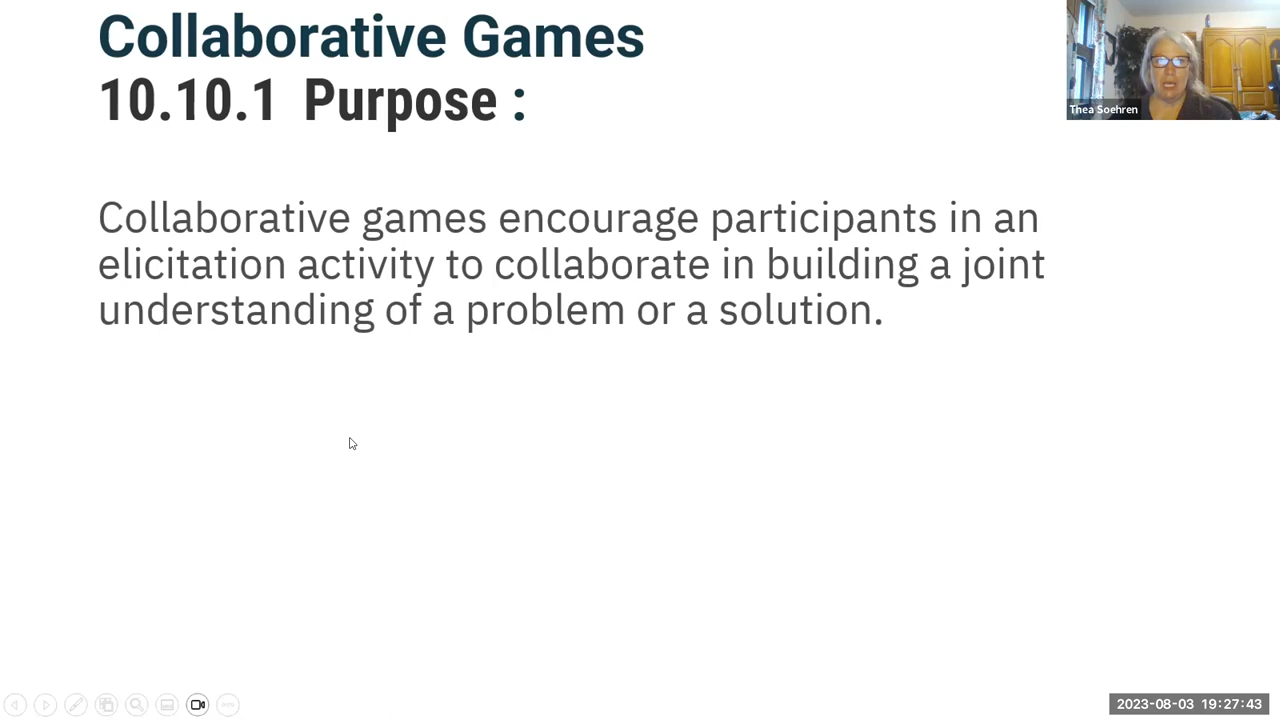 Collaborative Games
10.10.1 Purpose :
Thea Soehren
Collaborative games encourage participants in an
elicitation activity to collaborate in building a joint
understanding of a problem or a solution.
2023-08-03 19:27:43